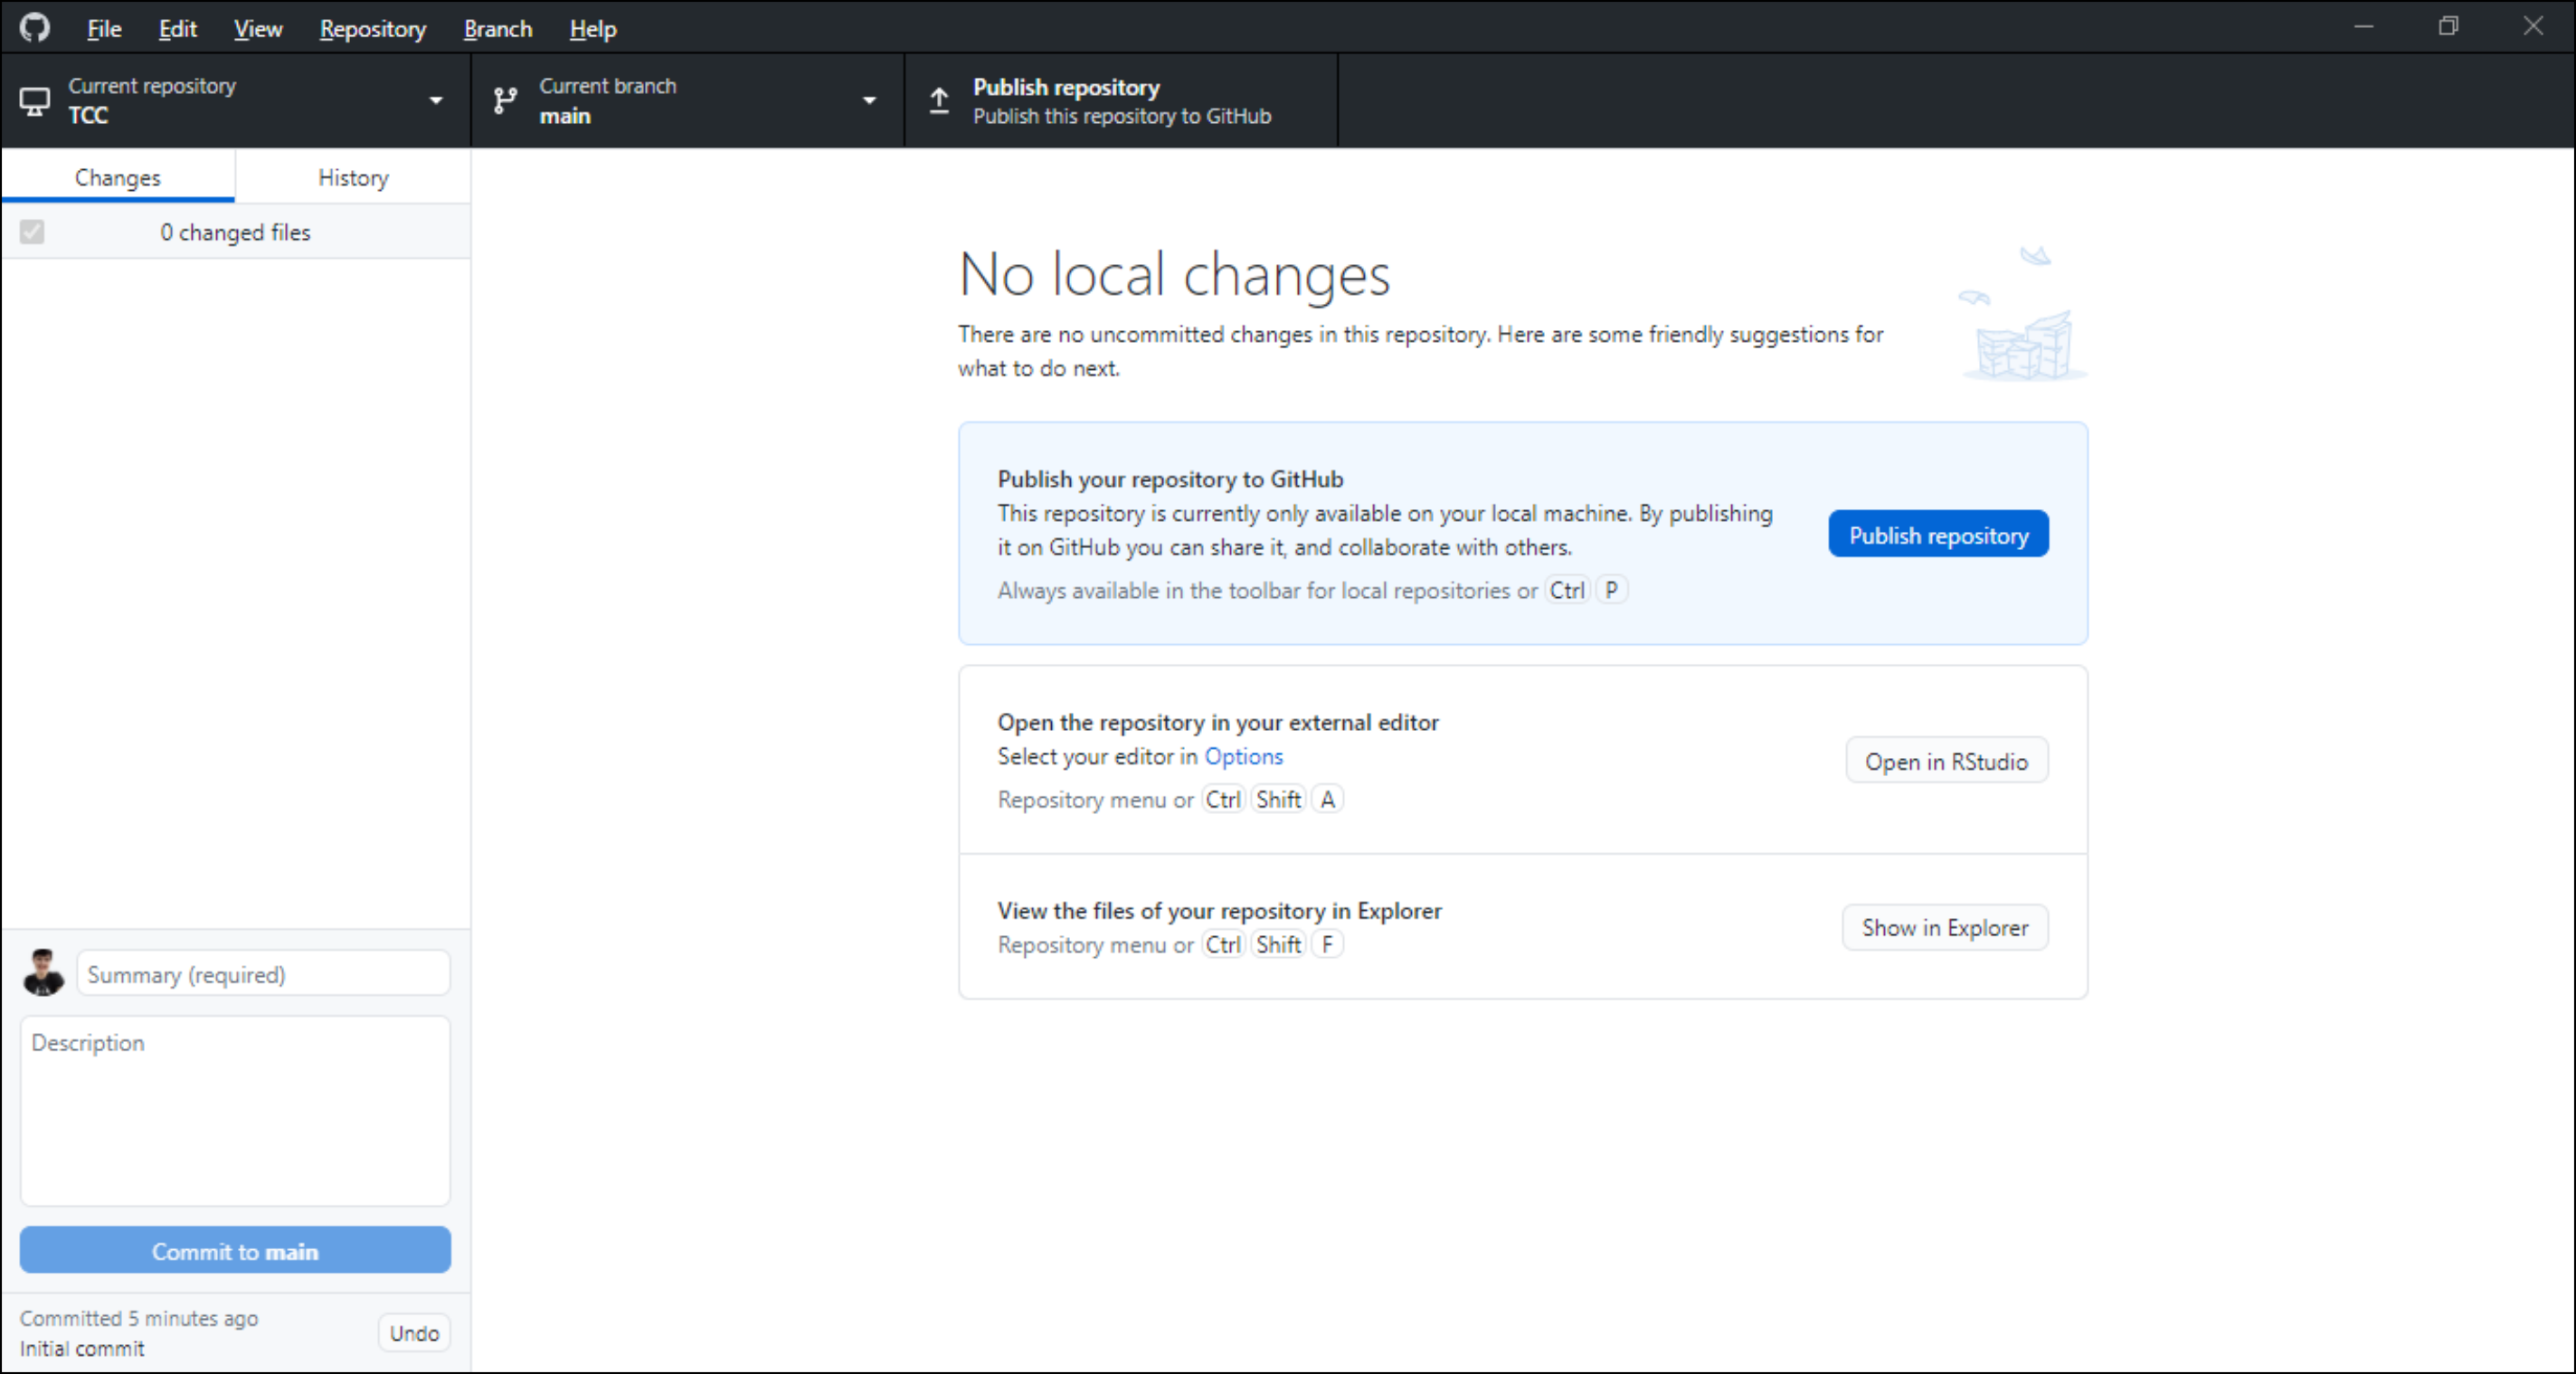 File Edit View Repository Branch Help
Current repository
TCC
Current branch
main
Publish repository
Publish this repository to GitHub
Changes
History
0 changed files
No local changes
There are no uncommitted changes in this repository. Here are some friendly suggestions for
what to do next.
Publish your repository to GitHub
This repository is currently only available on your local machine. By publishing
it on GitHub you can share it, and collaborate with others.
Always available in the toolbar for local repositories or Ctrl P
Publish repository
Open the repository in your external editor
Select your editor in Options
Repository menu or Ctrl Shift A
Open in RStudio
View the files of your repository in Explorer
Repository menu or Ctrl Shift F
Show in Explorer
Summary (required)
Description
Commit to main
Committed 5 minutes ago
Initial commit
Undo